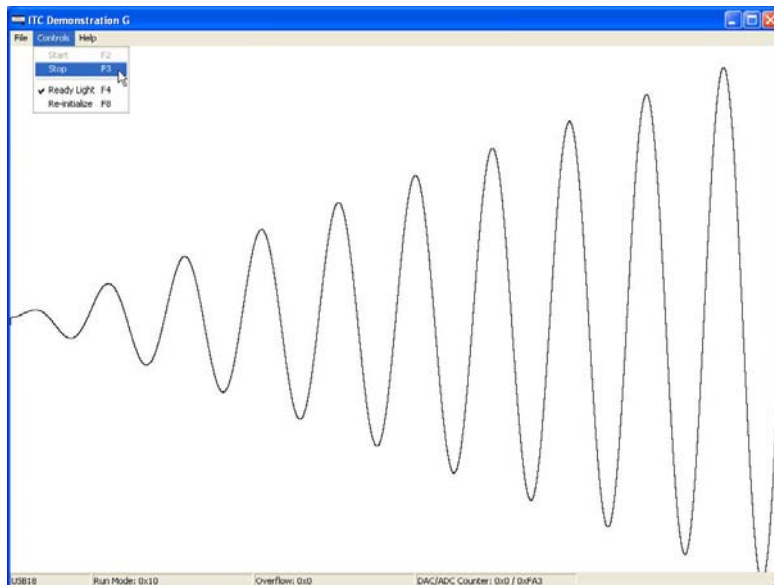 ITC Demonstration G
File Controls Help
Start F2
Stop F3
Ready Light F4
Re-initialize F8
USB18 Run Mode: 0x10 Overflow: 0x0 DAC/ADC Counter: 0x0 / 0xFA3